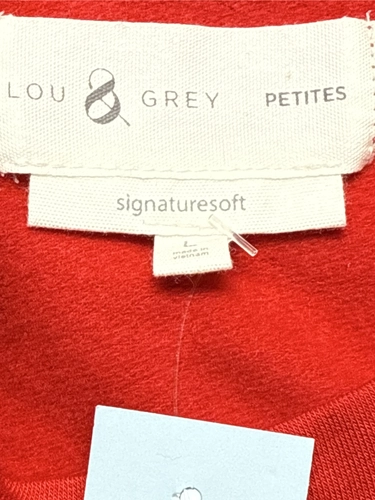 LOU & GREY PETITES
signaturesoft
L
made in
vietnam